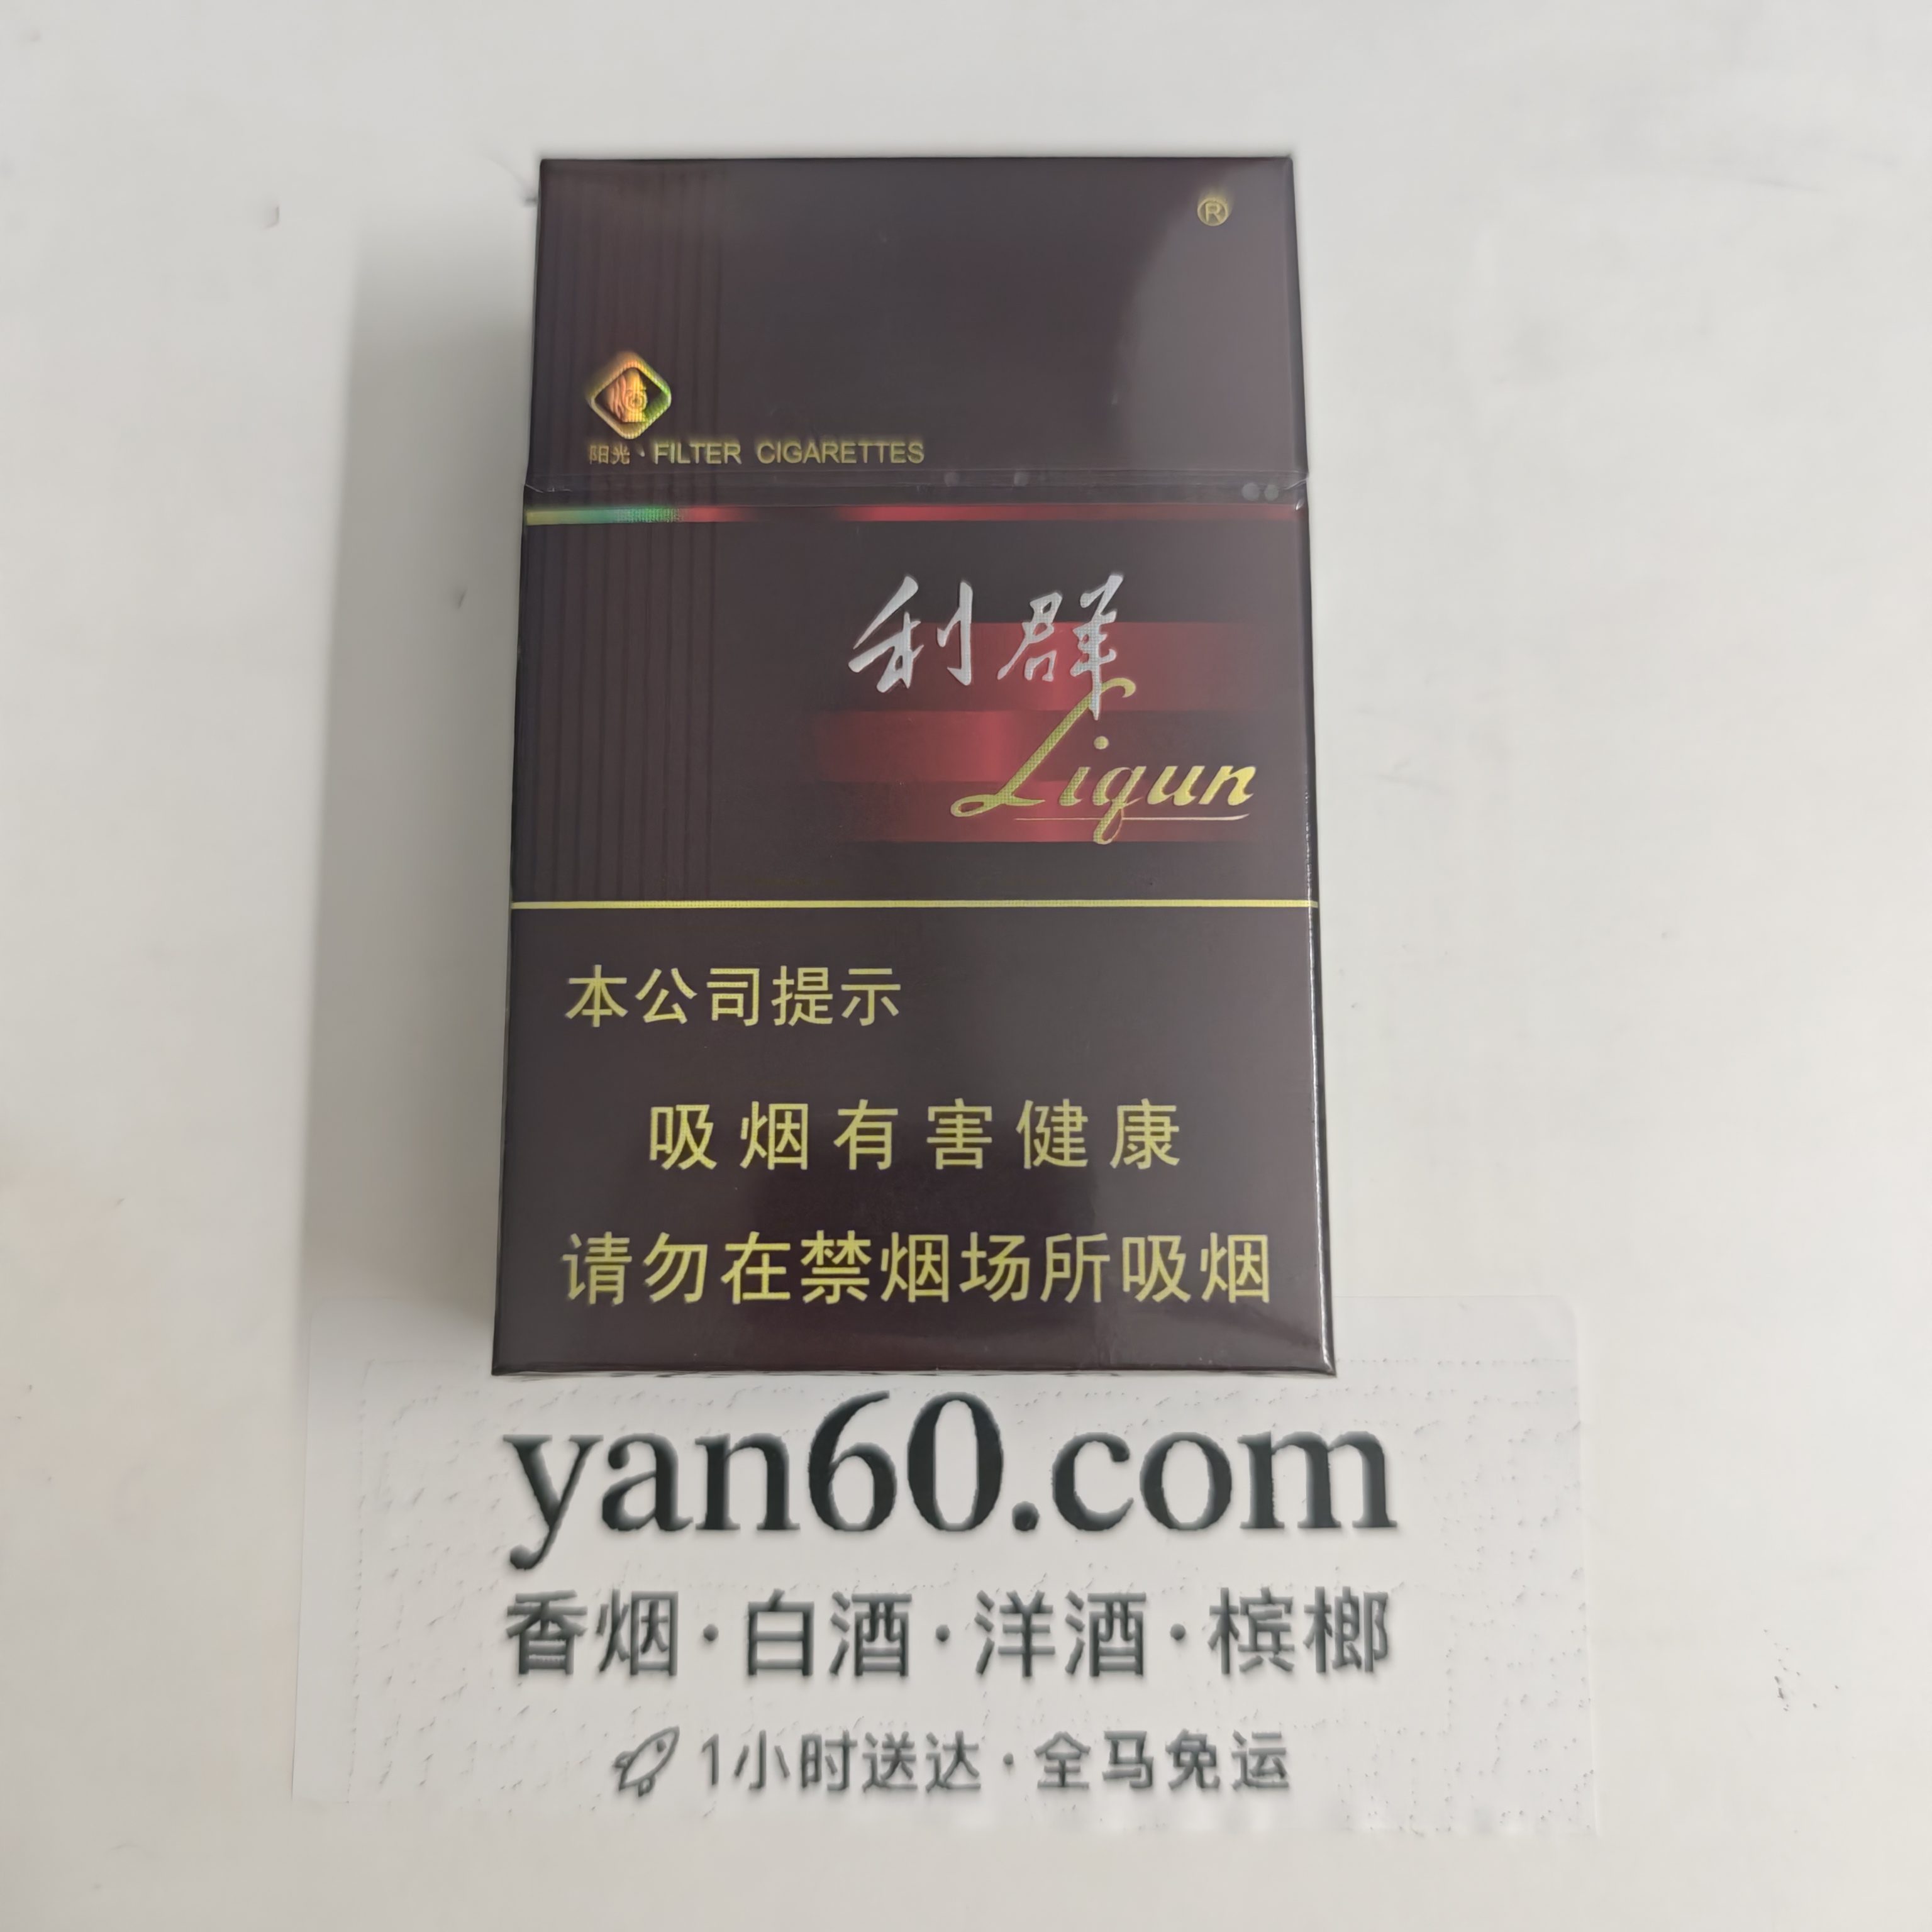 ®
阳光·FILTER CIGARETTES
利群
Liqun
本公司提示
吸烟有害健康
请勿在禁烟场所吸烟
yan60.com
香烟·白酒·洋酒·槟榔
1小时送达·全马免运